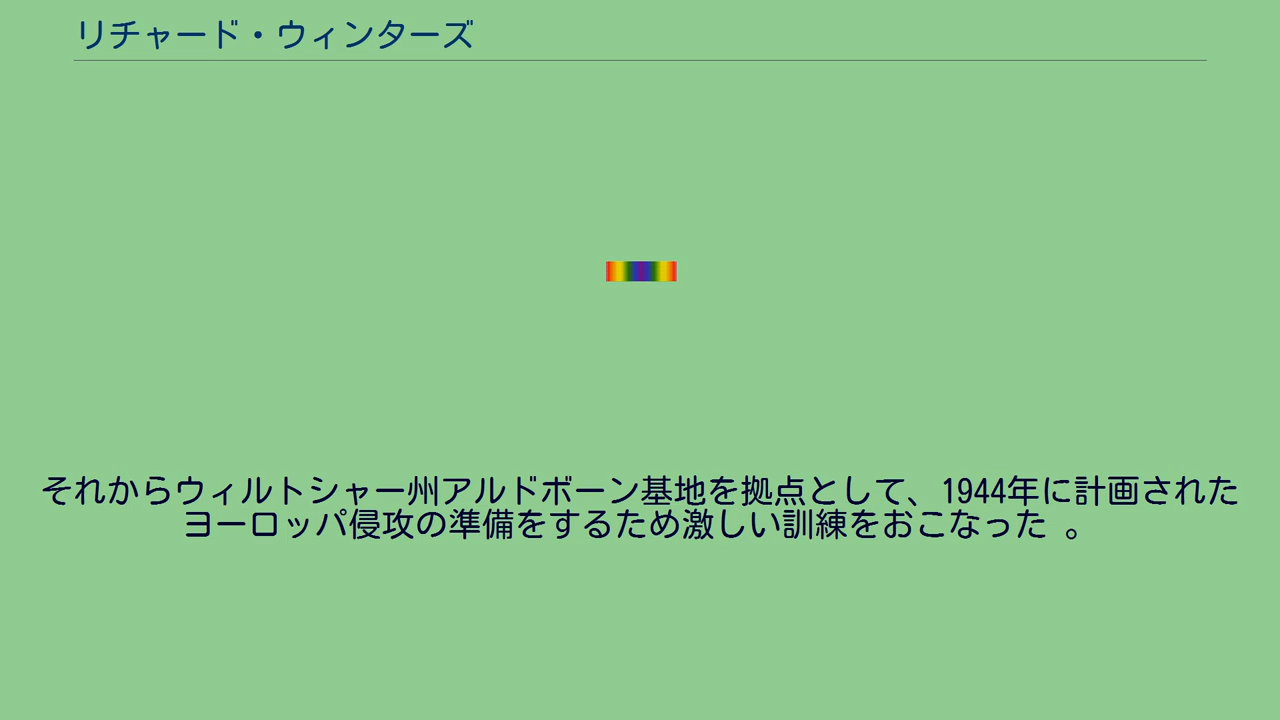 リチャード・ウィンターズ
それからウィルトシャー州アルドボーン基地を拠点として、1944年に計画された
ヨーロッパ侵攻の準備をするため激しい訓練をおこなった 。